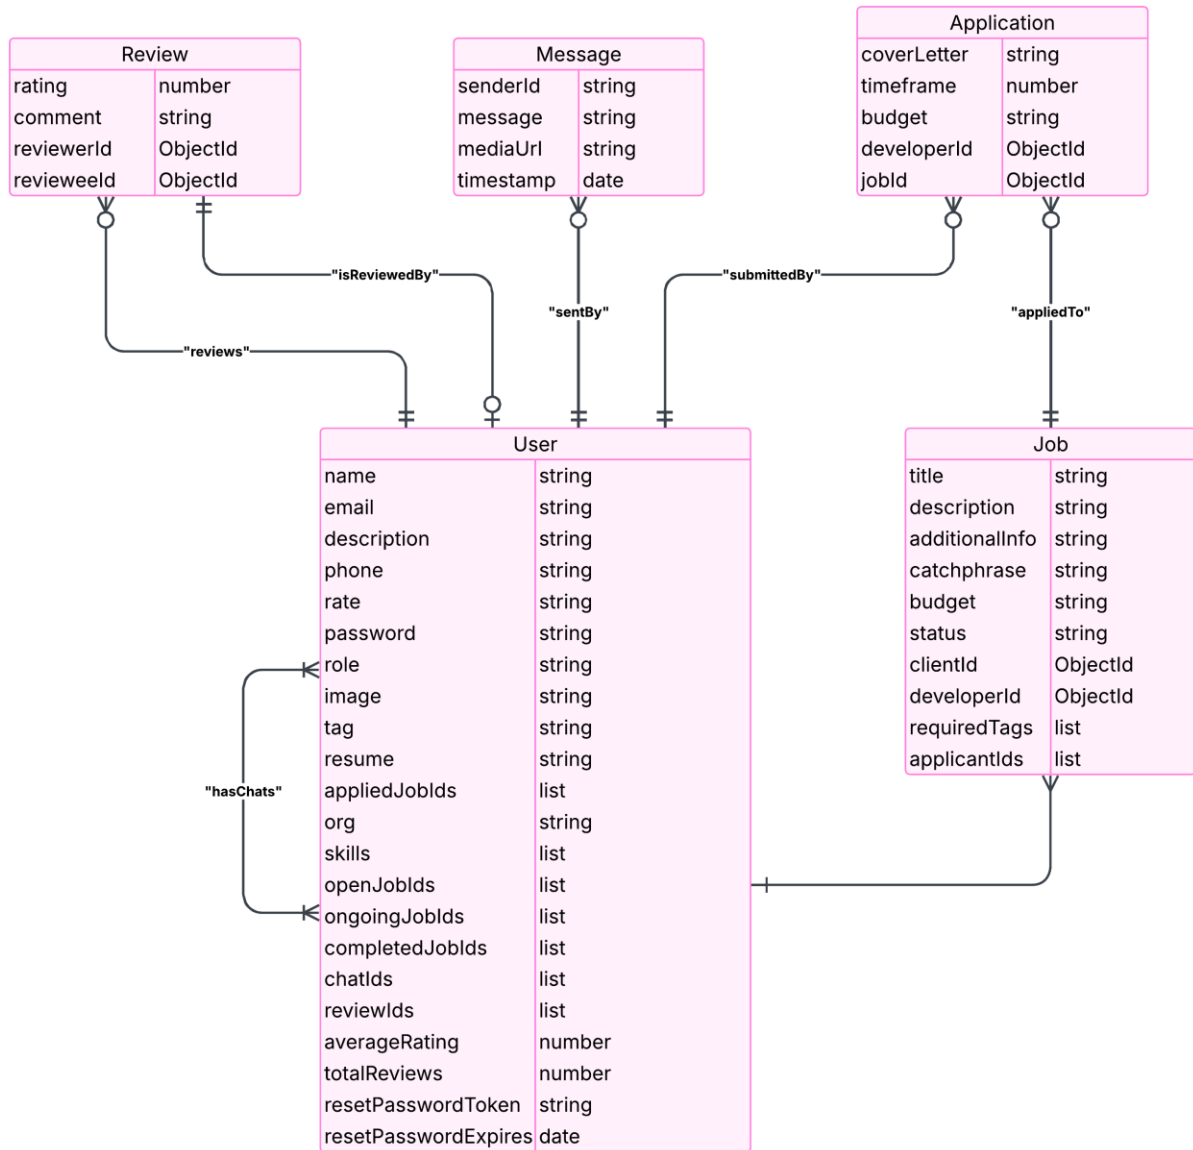 Review
rating number
comment string
reviewerId ObjectId
revieweeId ObjectId
Message
senderId string
message string
mediaUrl string
timestamp date
Application
coverLetter string
timeframe number
budget string
developerId ObjectId
jobId ObjectId
"isReviewedBy"
"submittedBy"
"sentBy"
"appliedTo"
"reviews"
User
name string
email string
description string
phone string
rate string
password string
role string
image string
tag string
resume string
appliedJobIds list
org string
skills list
openJobIds list
ongoingJobIds list
completedJobIds list
chatIds list
reviewIds list
averageRating number
totalReviews number
resetPasswordToken string
resetPasswordExpires date
"hasChats"
Job
title string
description string
additionalInfo string
catchphrase string
budget string
status string
clientId ObjectId
developerId ObjectId
requiredTags list
applicantIds list